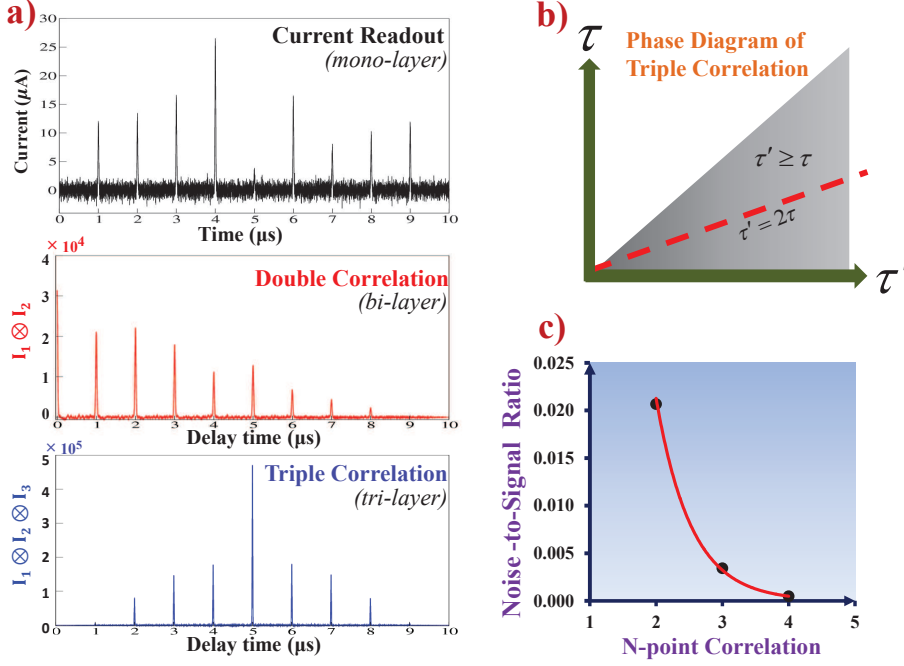 a)
Current Readout
(mono-layer)
Current (µA)
30
25
20
15
10
5
0
0 1 2 3 4 5 6 7 8 9 10
Time (µs)
× 10⁴
Double Correlation
(bi-layer)
I₁ ⊗ I₂
4
3
2
1
0
0 1 2 3 4 5 6 7 8 9 10
Delay time (µs)
× 10⁵
Triple Correlation
(tri-layer)
I₁ ⊗ I₂ ⊗ I₃
5
4
3
2
1
0
0 1 2 3 4 5 6 7 8 9 10
Delay time (µs)
b)
τ
Phase Diagram of
Triple Correlation
τ′ ≥ τ
τ′ = 2τ
τ′
c)
Noise -to-Signal Ratio
0.025
0.020
0.015
0.010
0.005
0.000
1 2 3 4 5
N-point Correlation